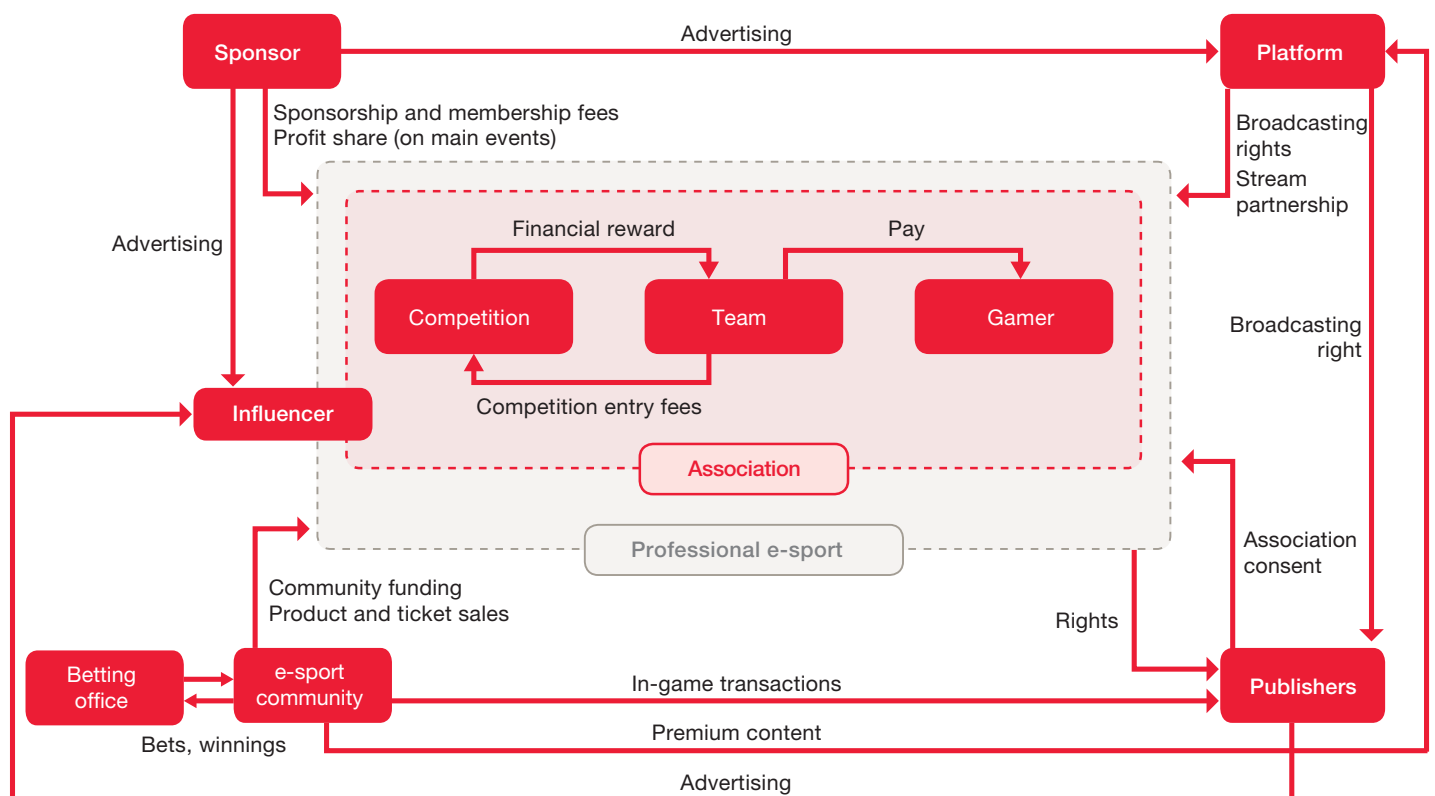 Advertising
Sponsor
Platform
Sponsorship and membership fees
Profit share (on main events)
Broadcasting
rights
Stream
partnership
Advertising
Financial reward
Pay
Competition
Team
Gamer
Broadcasting
right
Influencer
Competition entry fees
Association
Professional e-sport
Association
consent
Community funding
Product and ticket sales
Rights
Betting
office
e-sport
community
In-game transactions
Publishers
Bets, winnings
Premium content
Advertising